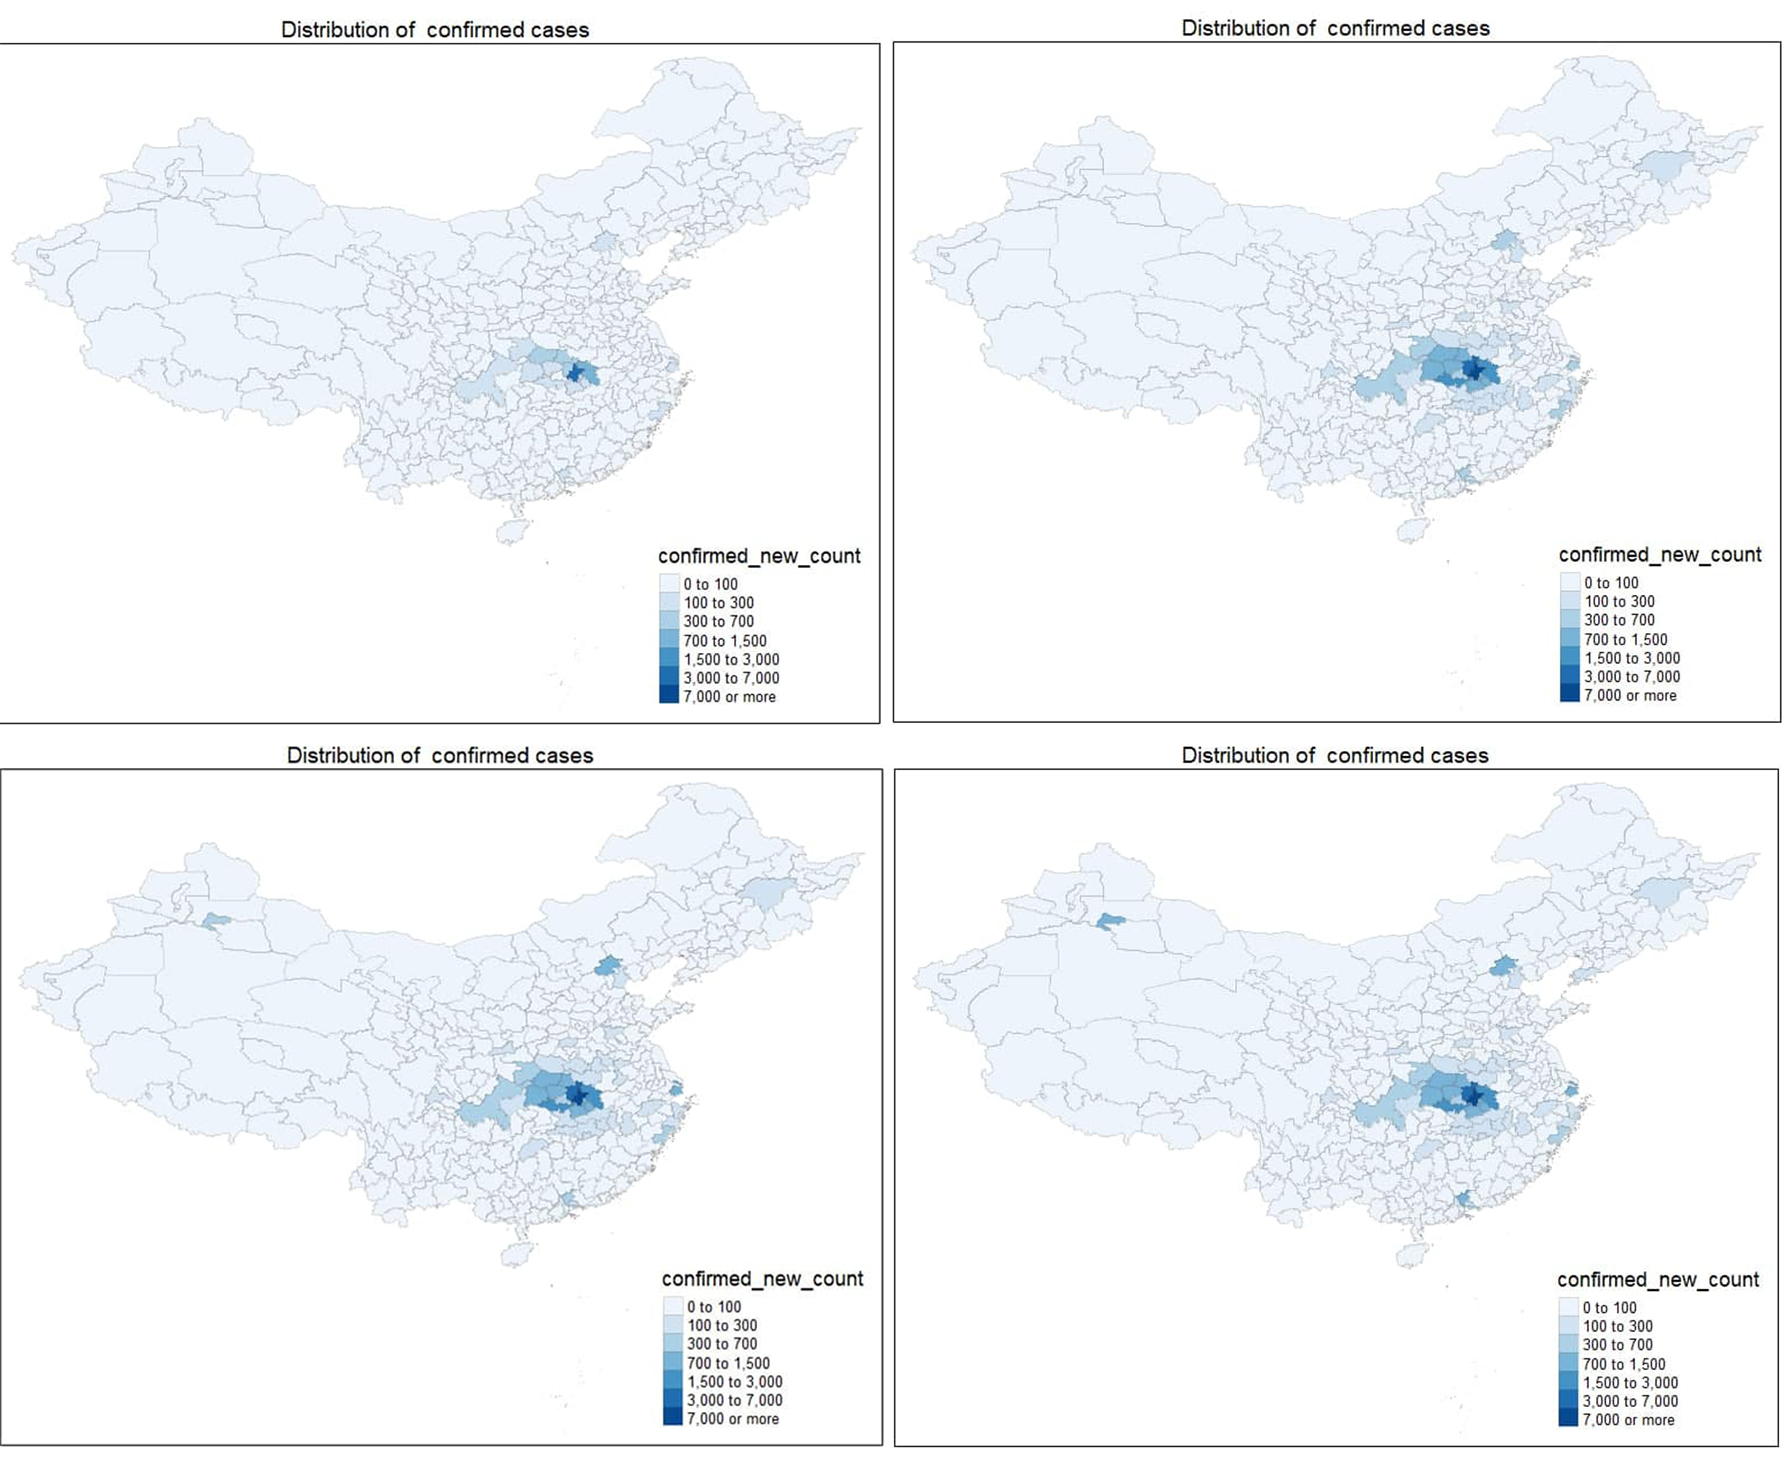 Distribution of  confirmed cases
confirmed_new_count
0 to 100
100 to 300
300 to 700
700 to 1,500
1,500 to 3,000
3,000 to 7,000
7,000 or more
Distribution of  confirmed cases
confirmed_new_count
0 to 100
100 to 300
300 to 700
700 to 1,500
1,500 to 3,000
3,000 to 7,000
7,000 or more
Distribution of  confirmed cases
confirmed_new_count
0 to 100
100 to 300
300 to 700
700 to 1,500
1,500 to 3,000
3,000 to 7,000
7,000 or more
Distribution of  confirmed cases
confirmed_new_count
0 to 100
100 to 300
300 to 700
700 to 1,500
1,500 to 3,000
3,000 to 7,000
7,000 or more